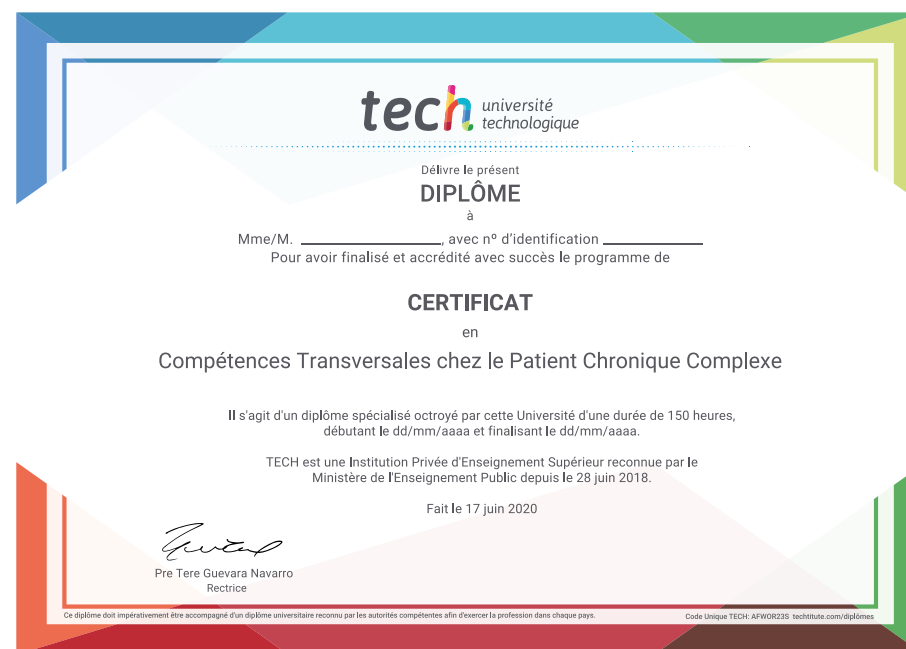 tech université
technologique
Délivre le présent
DIPLÔME
à
Mme/M. ____________________, avec nº d'identification ______________
Pour avoir finalisé et accrédité avec succès le programme de
CERTIFICAT
en
Compétences Transversales chez le Patient Chronique Complexe
Il s'agit d'un diplôme spécialisé octroyé par cette Université d'une durée de 150 heures,
débutant le dd/mm/aaaa et finalisant le dd/mm/aaaa.
TECH est une Institution Privée d'Enseignement Supérieur reconnue par le
Ministère de l'Enseignement Public depuis le 28 juin 2018.
Fait le 17 juin 2020
Pre Tere Guevara Navarro
Rectrice
Ce diplôme doit impérativement être accompagné d'un diplôme universitaire reconnu par les autorités compétentes afin d'exercer la profession dans chaque pays.
Code Unique TECH: AFWOR23S techtitute.com/diplômes